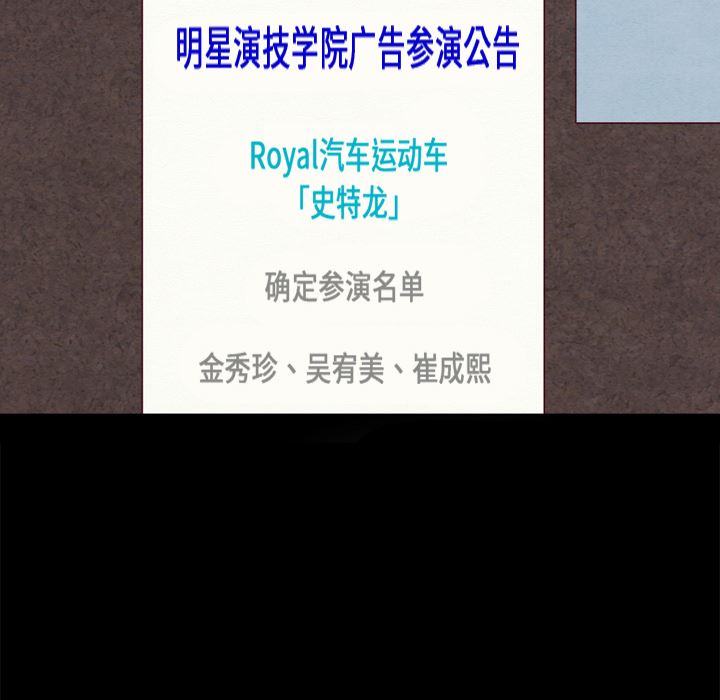 明星演技学院广告参演公告
Royal汽车运动车
「史特龙」
确定参演名单
金秀珍、吴宥美、崔成熙